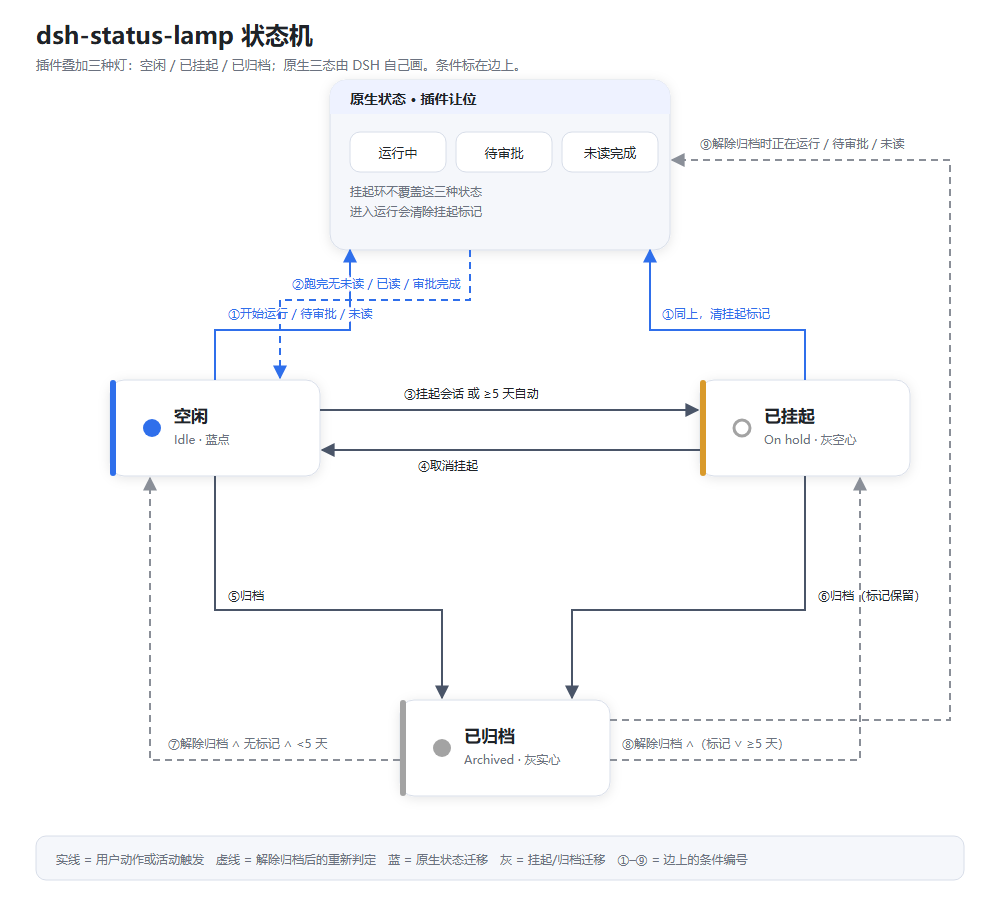 dsh-status-lamp 状态机
插件叠加三种灯：空闲 / 已挂起 / 已归档；原生三态由 DSH 自己画。条件标在边上。
原生状态 • 插件让位
运行中
待审批
未读完成
挂起环不覆盖这三种状态
进入运行会清除挂起标记
⑨解除归档时正在运行 / 待审批 / 未读
②跑完无未读 / 已读 / 审批完成
①开始运行 / 待审批 / 未读
①同上，清挂起标记
③挂起会话 或 ≥5 天自动
空闲
Idle · 蓝点
已挂起
On hold · 灰空心
④取消挂起
⑤归档
⑥归档（标记保留）
⑦解除归档 ∧ 无标记 ∧ <5 天
已归档
Archived · 灰实心
⑧解除归档 ∧（标记 ∨ ≥5 天）
实线 = 用户动作或活动触发 虚线 = 解除归档后的重新判定 蓝 = 原生状态迁移 灰 = 挂起/归档迁移 ①–⑨ = 边上的条件编号